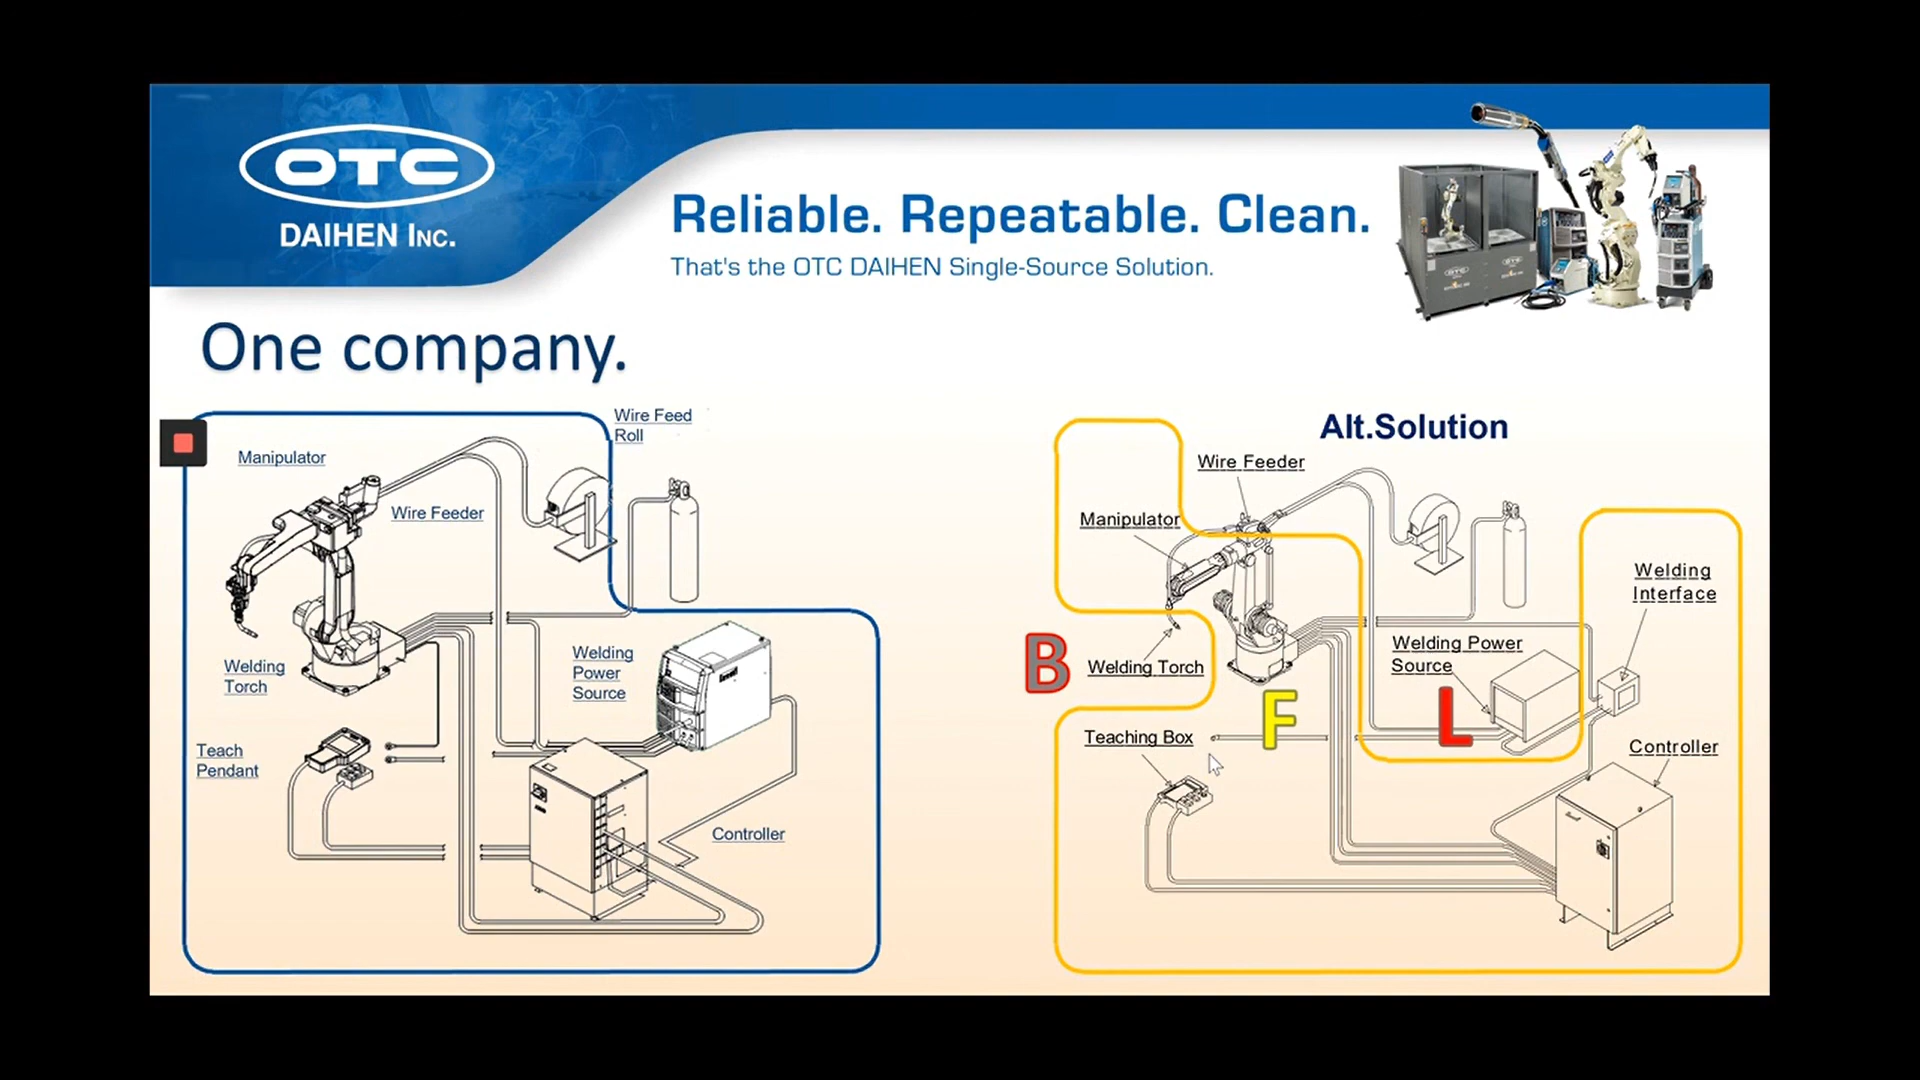 OTC
DAIHEN INC.
Reliable. Repeatable. Clean.
That's the OTC DAIHEN Single-Source Solution.
One company.
Wire Feed
Roll
Manipulator
Wire Feeder
Welding
Torch
Welding
Power
Source
Teach
Pendant
Controller
Alt.Solution
Wire Feeder
Manipulator
Welding
Interface
B
Welding Torch
Welding Power
Source
F
L
Teaching Box
Controller